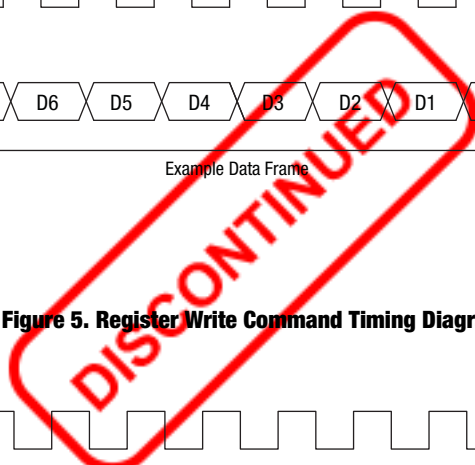 D6 D5 D4 D3 D2 D1
Example Data Frame
Figure 5. Register Write Command Timing Diagr
DISCONTINUED